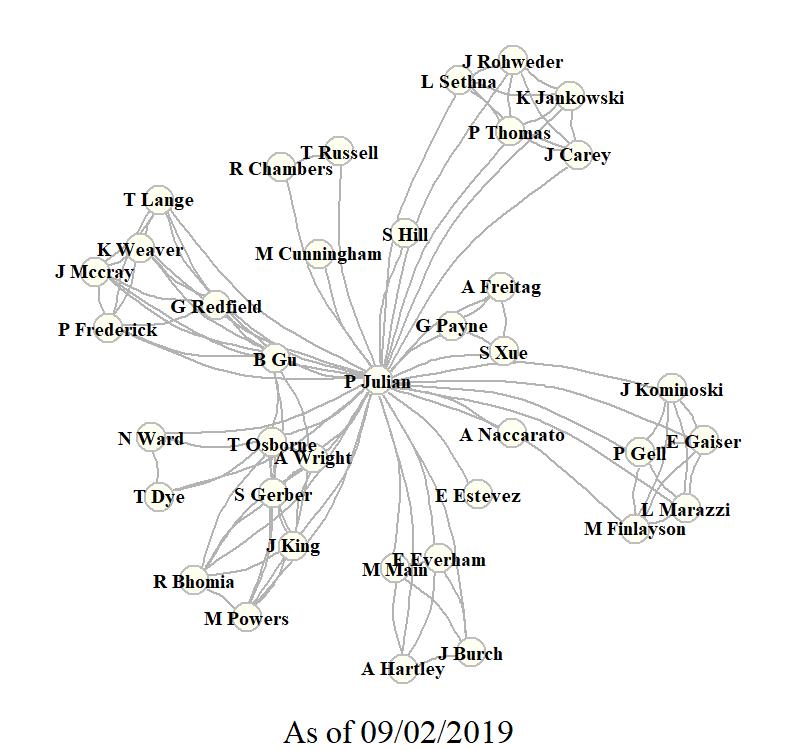 J Rohweder
L Sethna
K Jankowski
P Thomas
J Carey
T Russell
R Chambers
T Lange
S Hill
K Weaver
M Cunningham
J Mccray
A Freitag
G Redfield
G Payne
P Frederick
S Xue
B Gu
P Julian
J Kominoski
N Ward
A Naccarato
T Osborne
E Gaiser
P Gell
A Wright
T Dye
S Gerber
E Estevez
L Marazzi
M Finlayson
J King
E Everham
M Main
R Bhomia
M Powers
J Burch
A Hartley
As of 09/02/2019